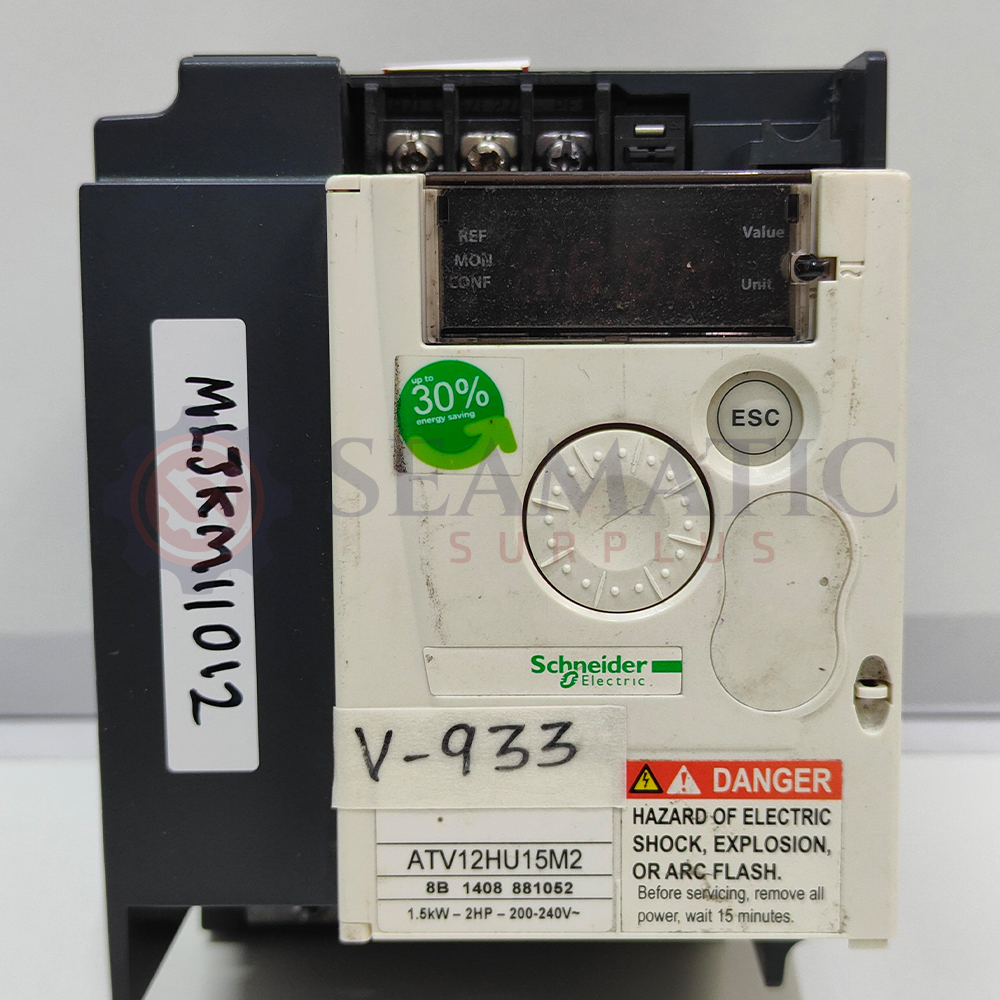 REF
MON
CONF
Value
Unit
up to
30%
energy saving
ESC
MLJKM11012
SEAMATIC
SURPLUS
Schneider
Electric
V-933
ATV12HU15M2
8B 1408 881052
1.5kW – 2HP – 200-240V~
DANGER
HAZARD OF ELECTRIC
SHOCK, EXPLOSION,
OR ARC FLASH.
Before servicing, remove all
power, wait 15 minutes.